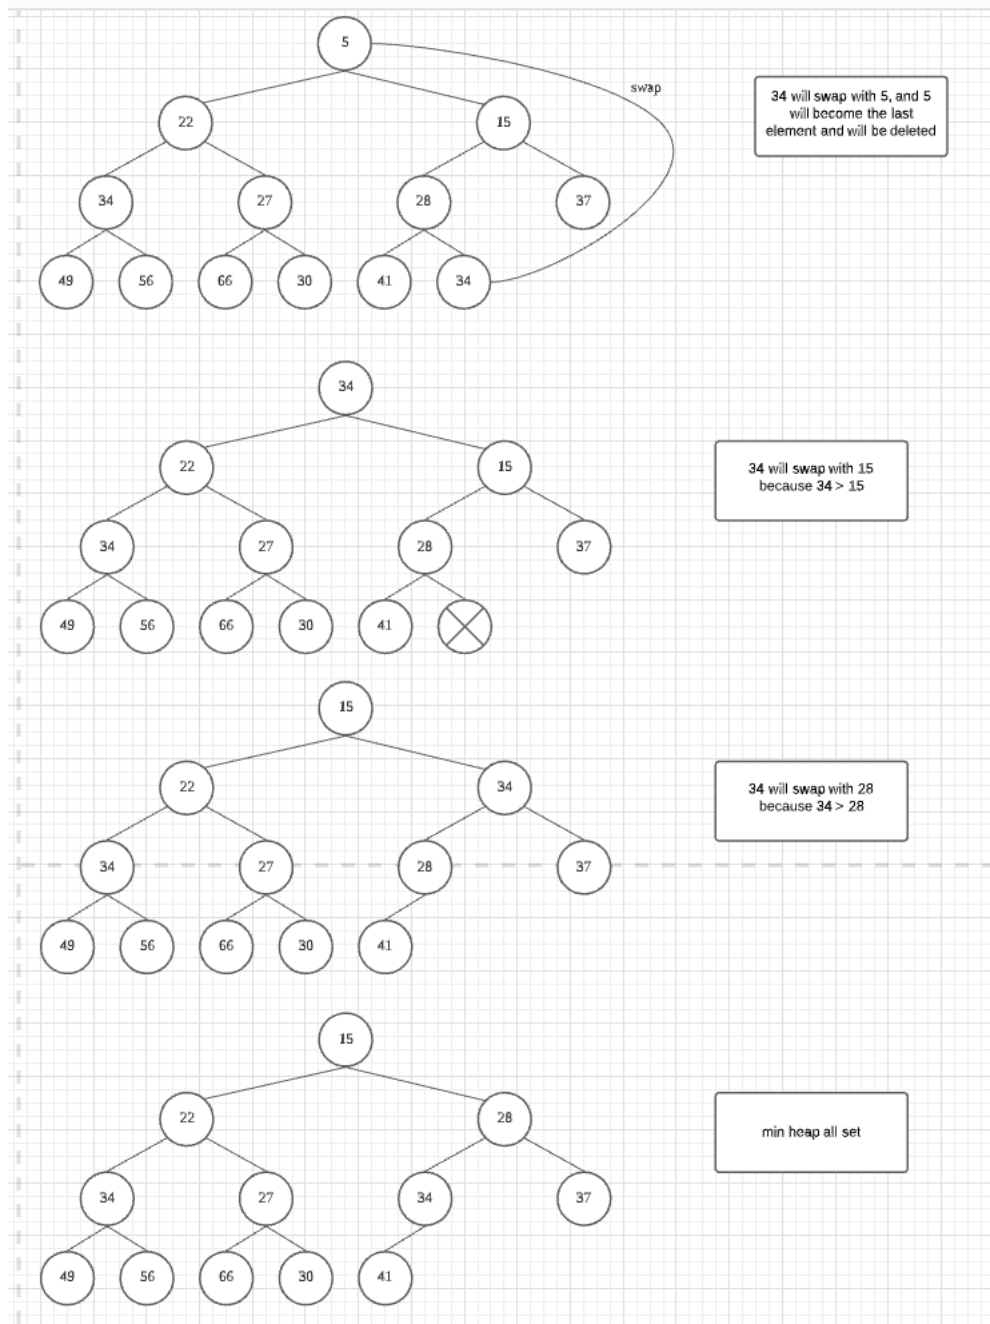 5
swap
34 will swap with 5, and 5
will become the last
element and will be deleted
22 15
34 27 28 37
49 56 66 30 41 34
34
22 15
34 will swap with 15
because 34 > 15
34 27 28 37
49 56 66 30 41
15
22 34
34 will swap with 28
because 34 > 28
34 27 28 37
49 56 66 30 41
15
22 28
min heap all set
34 27 34 37
49 56 66 30 41